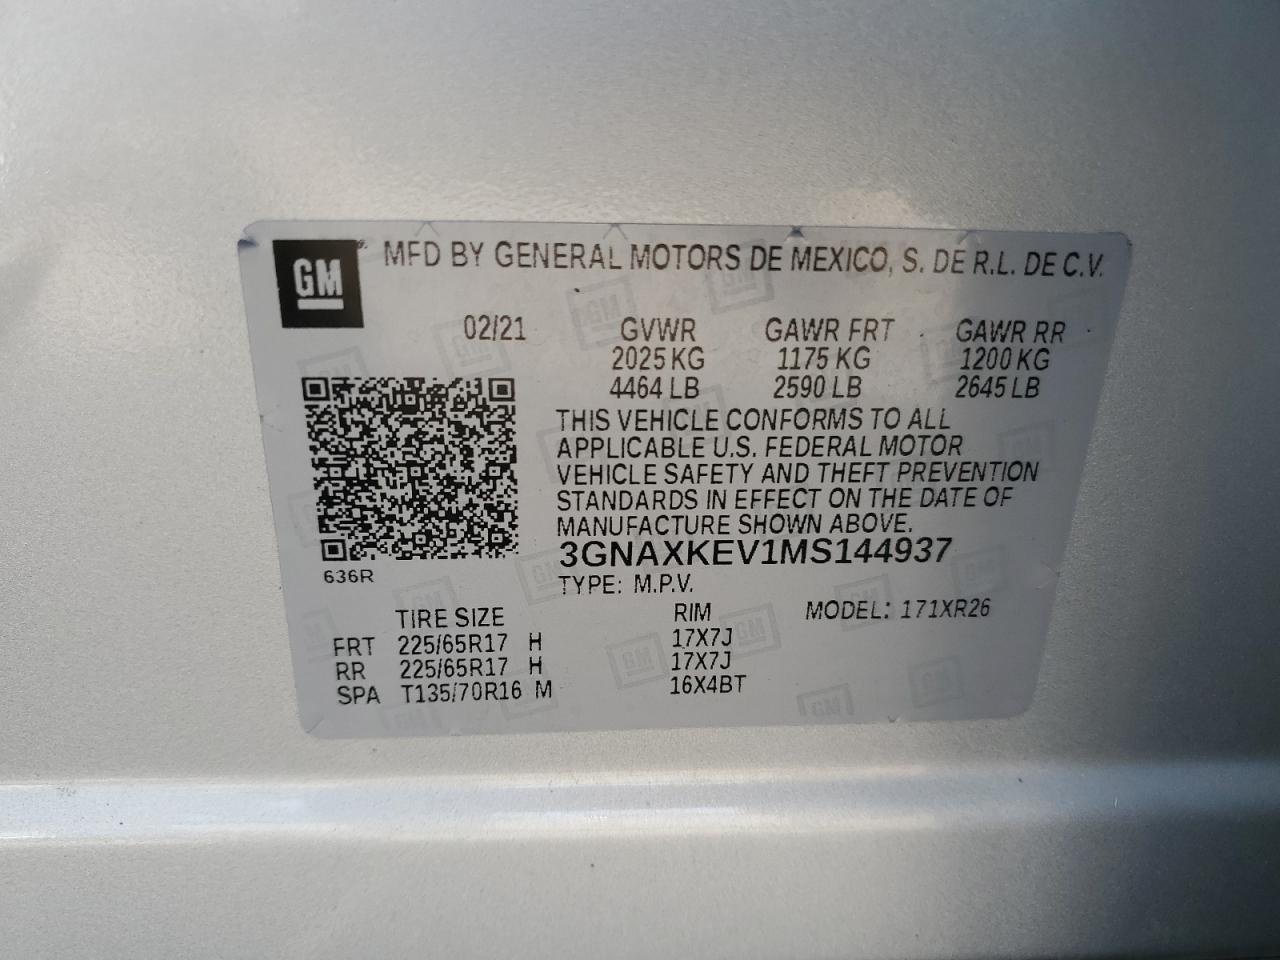 GM
MFD BY GENERAL MOTORS DE MEXICO, S. DE R.L. DE C.V.
02/21 GVWR GAWR FRT GAWR RR
2025 KG 1175 KG 1200 KG
4464 LB 2590 LB 2645 LB
THIS VEHICLE CONFORMS TO ALL
APPLICABLE U.S. FEDERAL MOTOR
VEHICLE SAFETY AND THEFT PREVENTION
STANDARDS IN EFFECT ON THE DATE OF
MANUFACTURE SHOWN ABOVE.
3GNAXKEV1MS144937
636R
TYPE: M.P.V.
TIRE SIZE RIM MODEL: 171XR26
FRT 225/65R17 H 17X7J
RR 225/65R17 H 17X7J
SPA T135/70R16 M 16X4BT